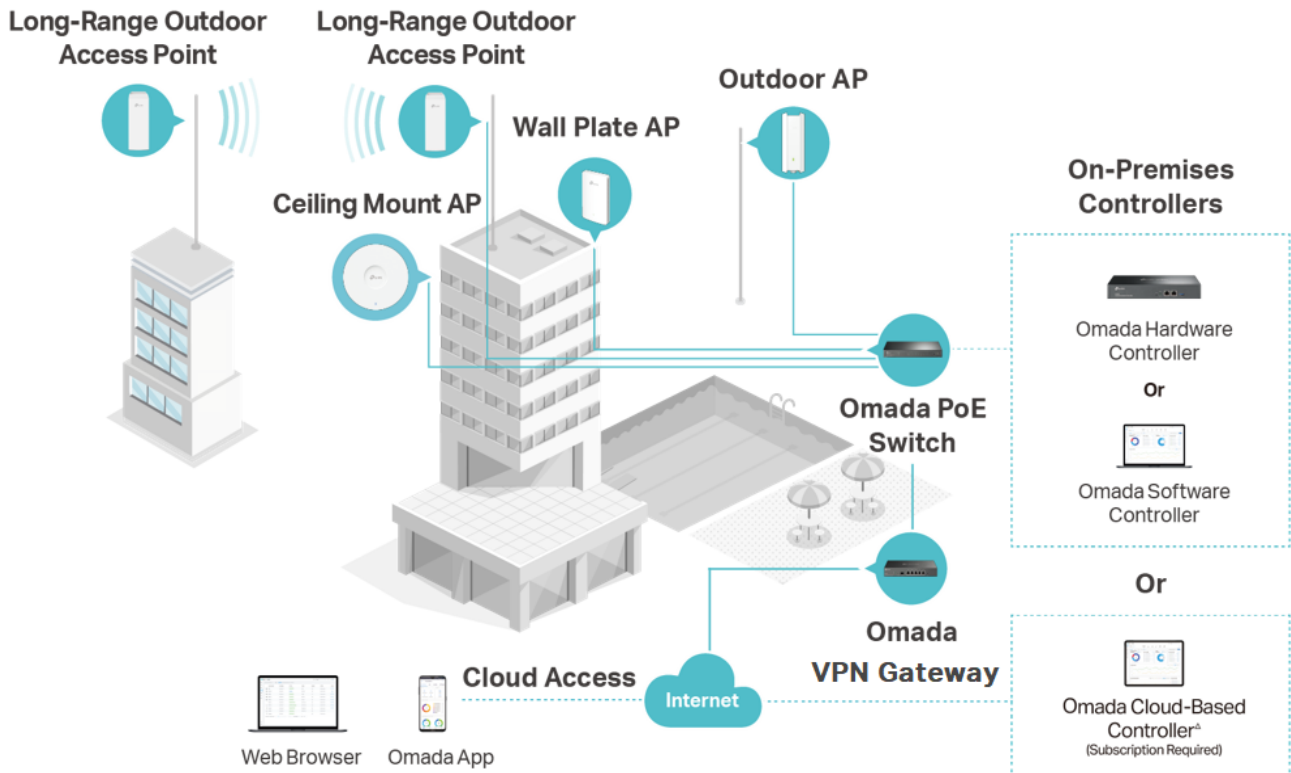 Long-Range Outdoor
Access Point
Long-Range Outdoor
Access Point
Outdoor AP
Wall Plate AP
Ceiling Mount AP
On-Premises
Controllers
Omada Hardware
Controller
Or
Omada Software
Controller
Omada PoE
Switch
Or
Omada
VPN Gateway
Cloud Access
Internet
Omada Cloud-Based
Controller△
(Subscription Required)
Web Browser
Omada App